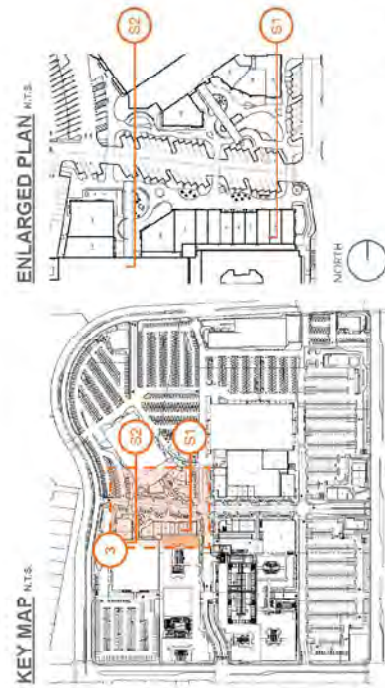 KEY MAP N.T.S.
3
S2
S1
ENLARGED PLAN N.T.S.
S2
S1
NORTH